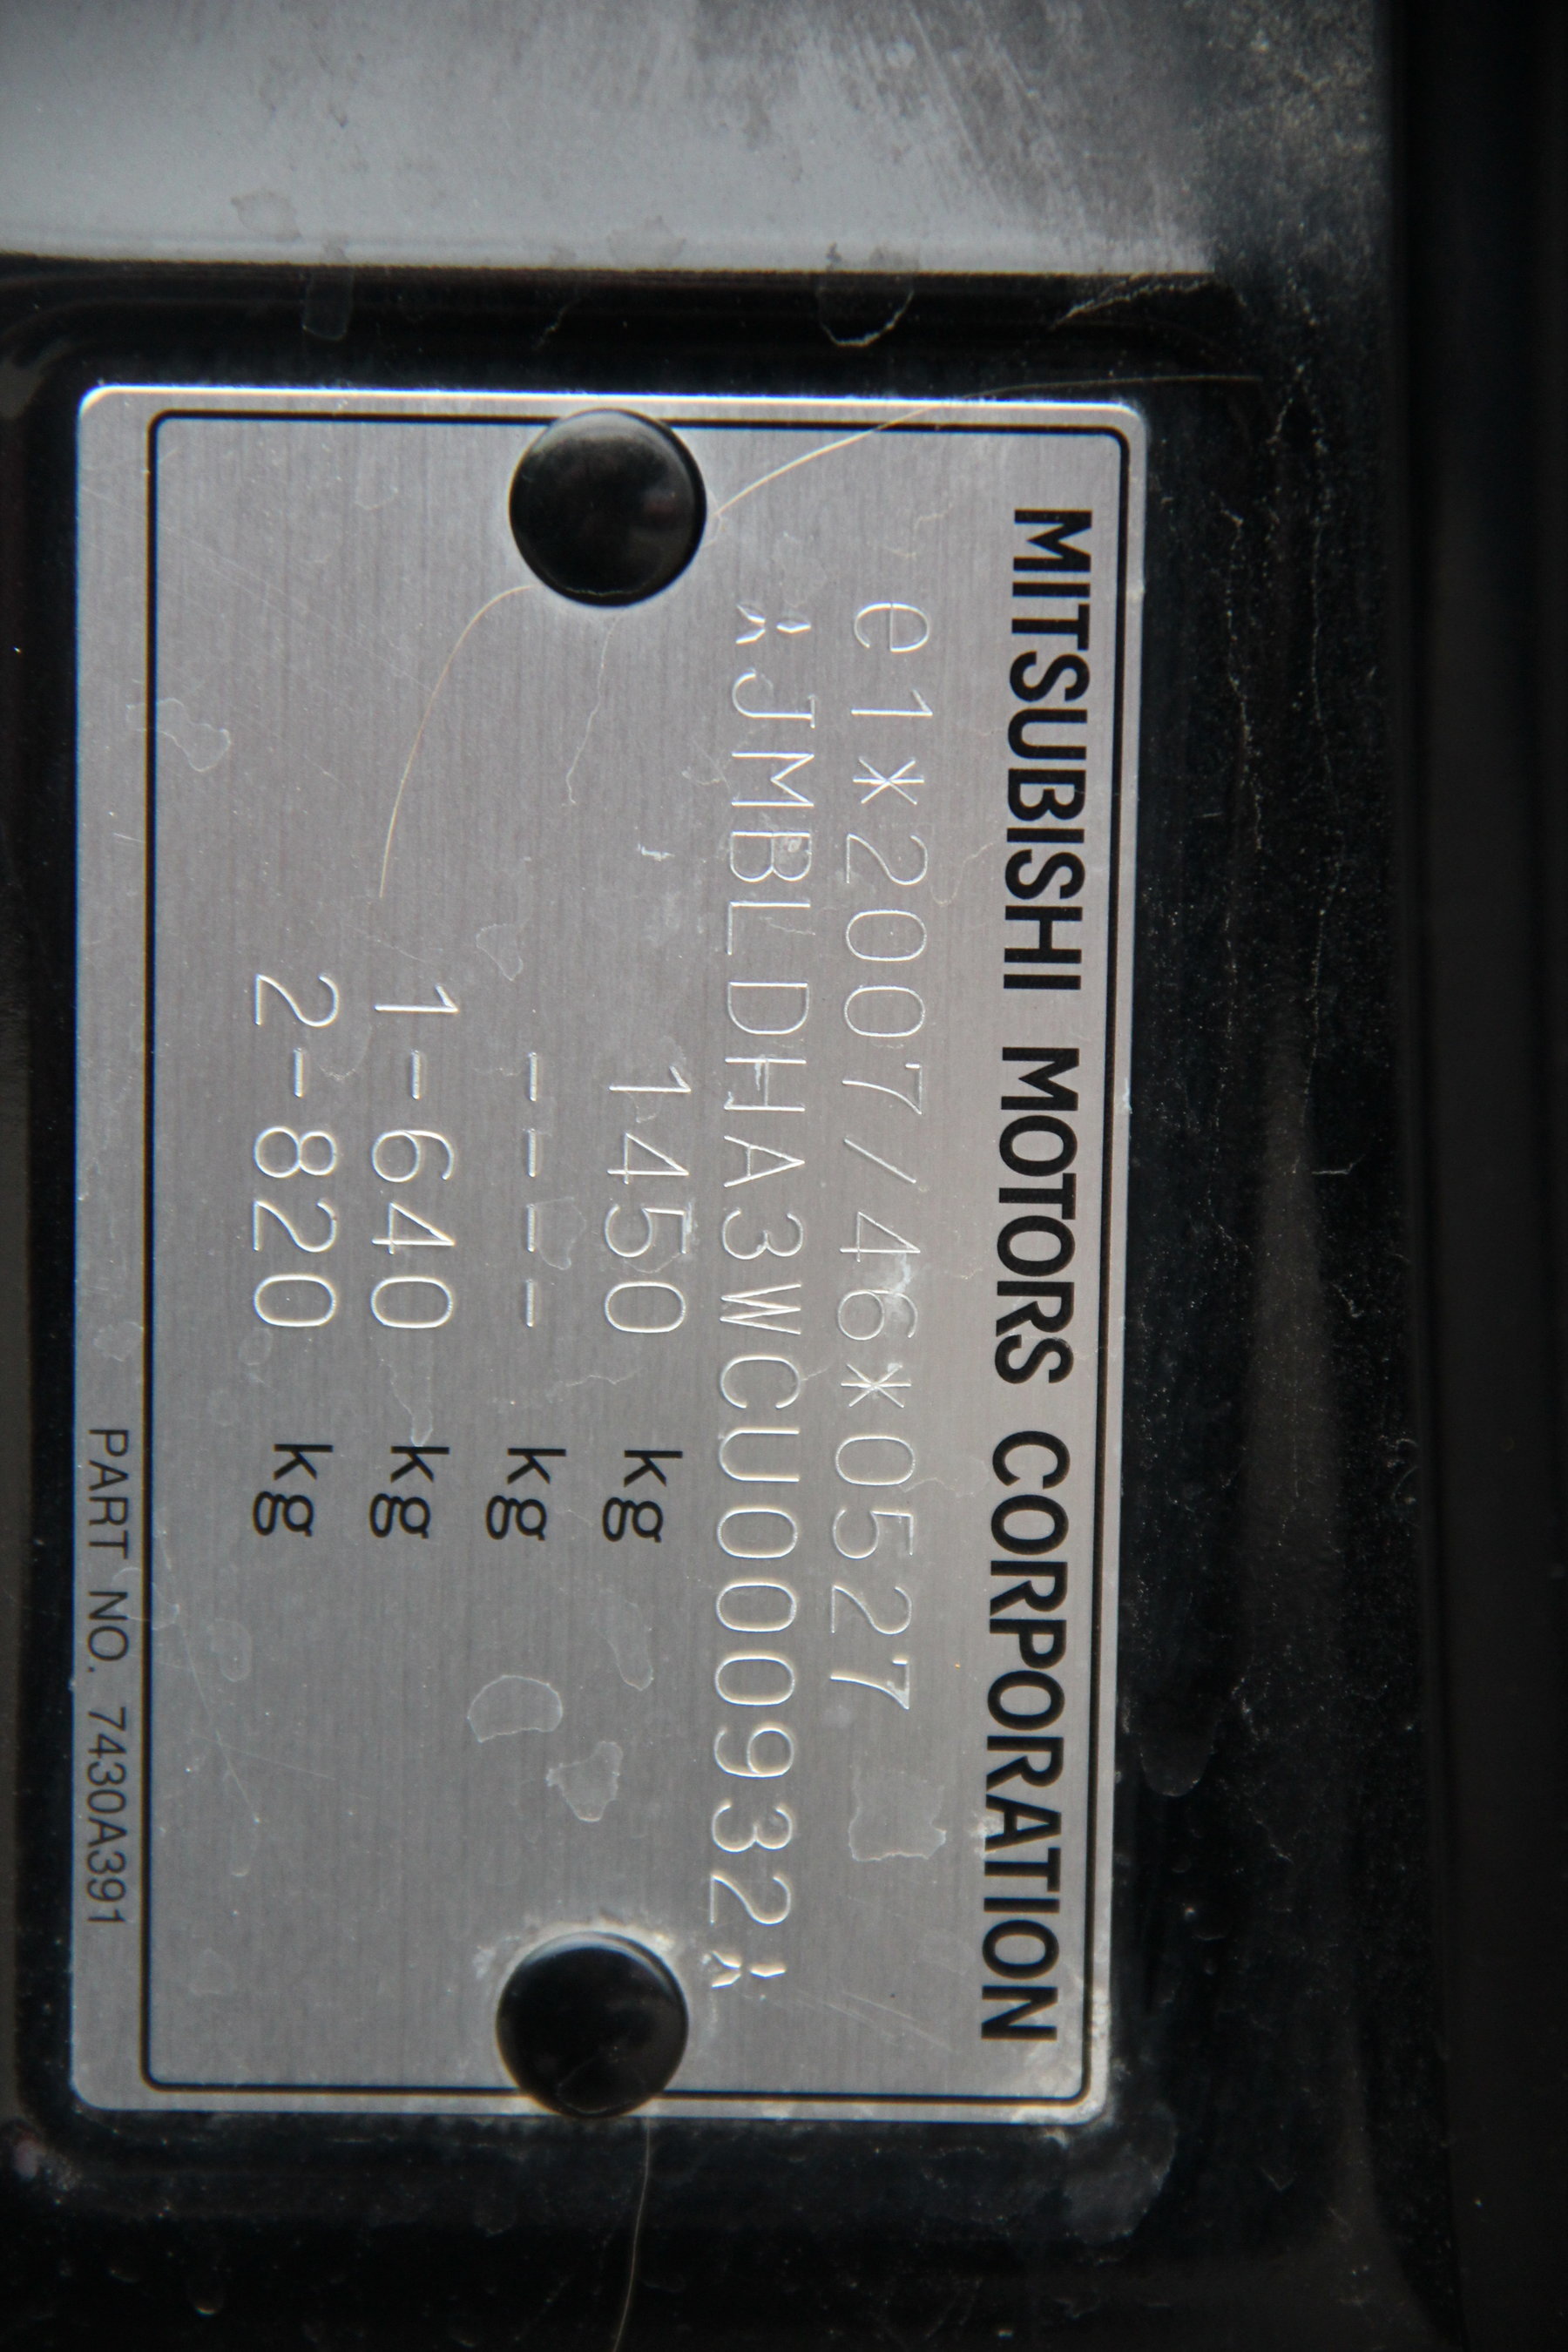 MITSUBISHI MOTORS CORPORATION
e1*2007/46*0527
JMBLDHA3WCU000932
1450 kg
---- kg
1-640 kg
2-820 kg
PART NO. 7430A391